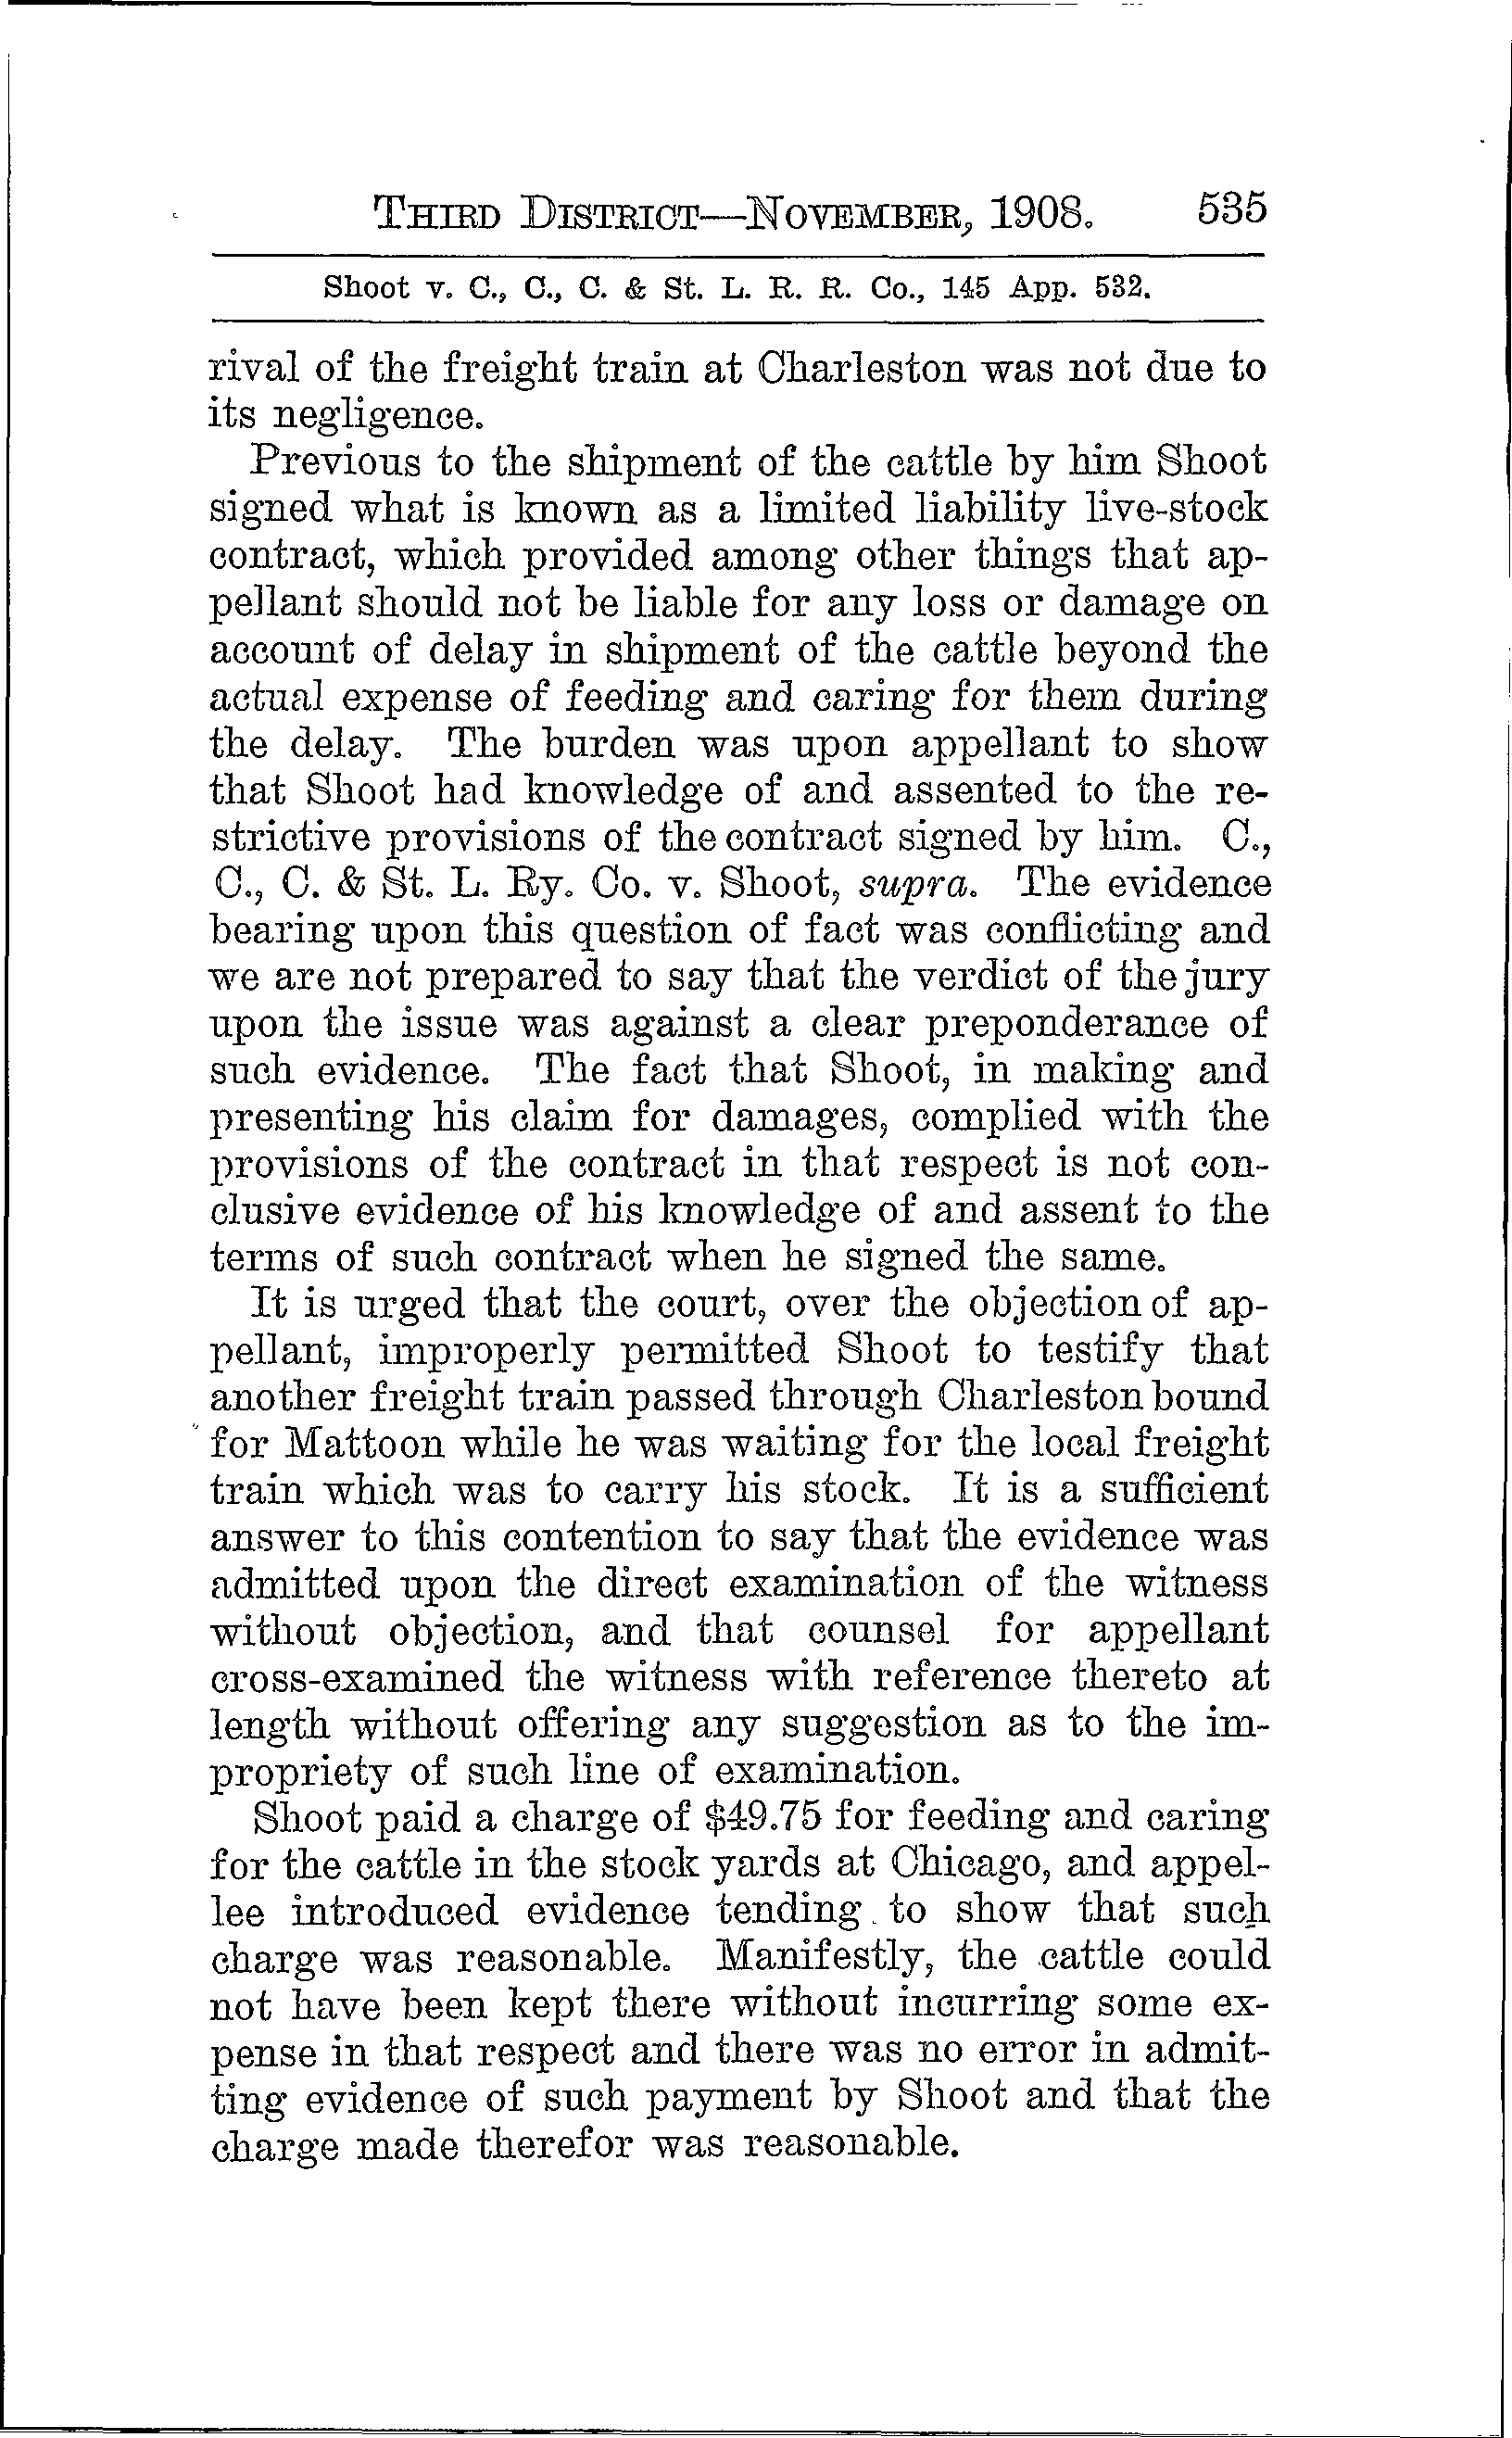 THIRD DISTRICT—NOVEMBER, 1908. 535
Shoot v. C., C., C. & St. L. R. R. Co., 145 App. 532.
rival of the freight train at Charleston was not due to
its negligence.
Previous to the shipment of the cattle by him Shoot
signed what is known as a limited liability live-stock
contract, which provided among other things that ap-
pellant should not be liable for any loss or damage on
account of delay in shipment of the cattle beyond the
actual expense of feeding and caring for them during
the delay. The burden was upon appellant to show
that Shoot had knowledge of and assented to the re-
strictive provisions of the contract signed by him. C.,
C., C. & St. L. Ry. Co. v. Shoot, supra. The evidence
bearing upon this question of fact was conflicting and
we are not prepared to say that the verdict of the jury
upon the issue was against a clear preponderance of
such evidence. The fact that Shoot, in making and
presenting his claim for damages, complied with the
provisions of the contract in that respect is not con-
clusive evidence of his knowledge of and assent to the
terms of such contract when he signed the same.
It is urged that the court, over the objection of ap-
pellant, improperly permitted Shoot to testify that
another freight train passed through Charleston bound
for Mattoon while he was waiting for the local freight
train which was to carry his stock. It is a sufficient
answer to this contention to say that the evidence was
admitted upon the direct examination of the witness
without objection, and that counsel for appellant
cross-examined the witness with reference thereto at
length without offering any suggestion as to the im-
propriety of such line of examination.
Shoot paid a charge of $49.75 for feeding and caring
for the cattle in the stock yards at Chicago, and appel-
lee introduced evidence tending to show that such
charge was reasonable. Manifestly, the cattle could
not have been kept there without incurring some ex-
pense in that respect and there was no error in admit-
ting evidence of such payment by Shoot and that the
charge made therefor was reasonable.